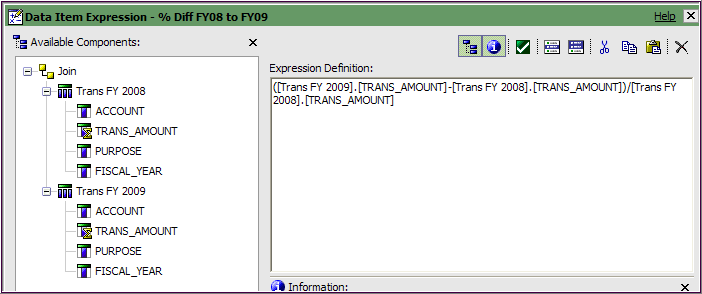 Data Item Expression - % Diff FY08 to FY09
Help
Available Components:
Join
Trans FY 2008
ACCOUNT
TRANS_AMOUNT
PURPOSE
FISCAL_YEAR
Trans FY 2009
ACCOUNT
TRANS_AMOUNT
PURPOSE
FISCAL_YEAR
Expression Definition:
([Trans FY 2009].[TRANS_AMOUNT]-[Trans FY 2008].[TRANS_AMOUNT])/[Trans FY
2008].[TRANS_AMOUNT]
Information: